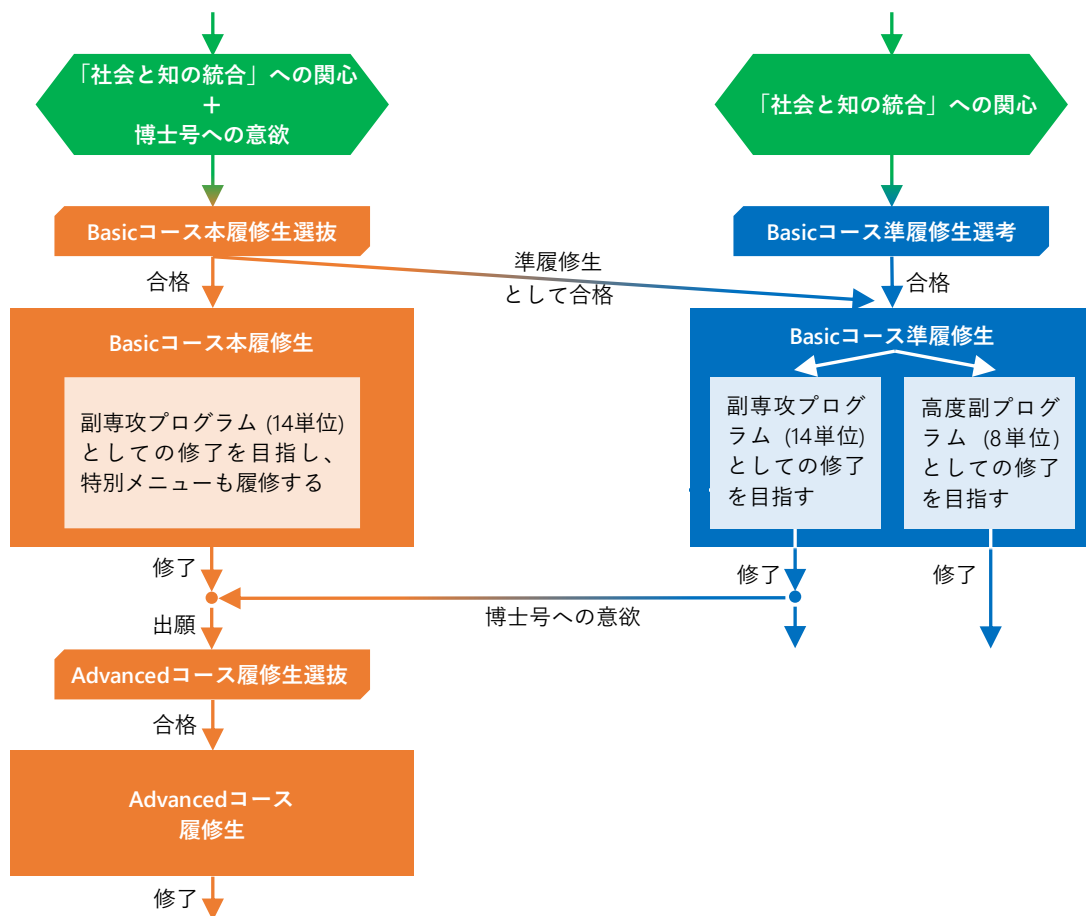 「社会と知の統合」への関心
+
博士号への意欲
「社会と知の統合」への関心
Basicコース本履修生選抜
Basicコース準履修生選考
合格
準履修生
として合格
合格
Basicコース本履修生
副専攻プログラム (14単位)
としての修了を目指し、
特別メニューも履修する
Basicコース準履修生
副専攻プログ
ラム (14単位)
としての修了
を目指す
高度副プログ
ラム (8単位)
としての修了
を目指す
修了
修了
修了
博士号への意欲
出願
Advancedコース履修生選抜
合格
Advancedコース
履修生
修了